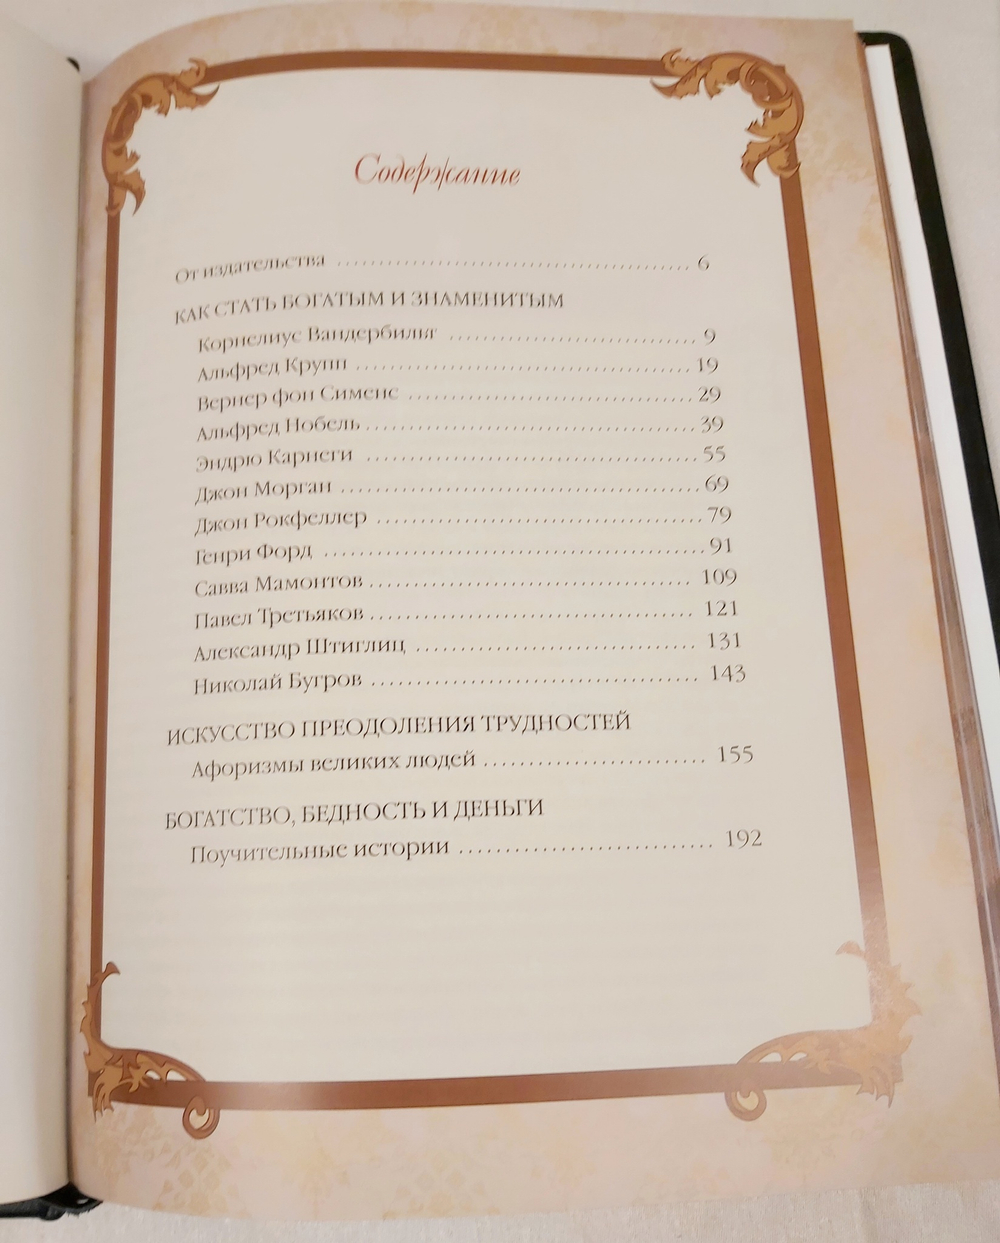 Содержание
От издательства ........ 6
КАК СТАТЬ БОГАТЫМ И ЗНАМЕНИТЫМ
Корнелиус Вандербильт ........ 9
Альфред Крупп ........ 19
Вернер фон Сименс ........ 29
Альфред Нобель ........ 39
Эндрю Карнеги ........ 55
Джон Морган ........ 69
Джон Рокфеллер ........ 79
Генри Форд ........ 91
Савва Мамонтов ........ 109
Павел Третьяков ........ 121
Александр Штиглиц ........ 131
Николай Бугров ........ 143
ИСКУССТВО ПРЕОДОЛЕНИЯ ТРУДНОСТЕЙ
Афоризмы великих людей ........ 155
БОГАТСТВО, БЕДНОСТЬ И ДЕНЬГИ
Поучительные истории ........ 192